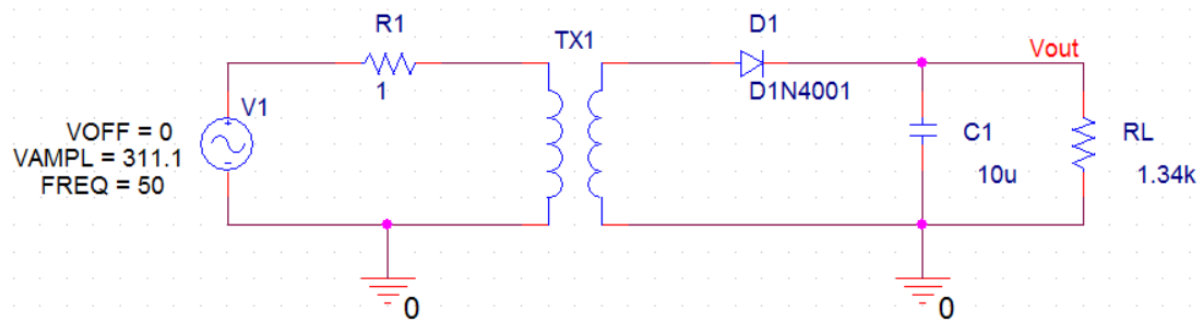 R1
1
TX1
D1
D1N4001
Vout
V1
VOFF = 0
VAMPL = 311.1
FREQ = 50
C1
10u
RL
1.34k
0
0